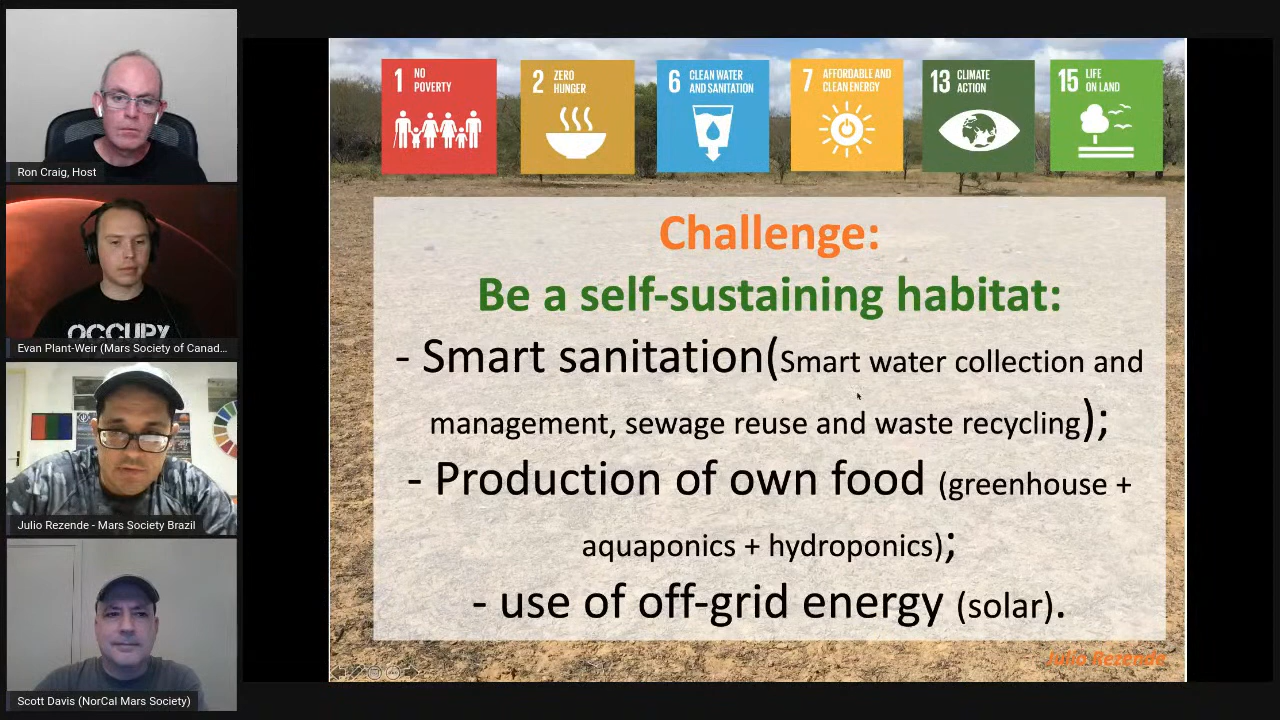 Ron Craig, Host
OCCUPY
Evan Plant-Weir (Mars Society of Canad...
Julio Rezende - Mars Society Brazil
Scott Davis (NorCal Mars Society)
1 NO
POVERTY
2 ZERO
HUNGER
6 CLEAN WATER
AND SANITATION
7 AFFORDABLE AND
CLEAN ENERGY
13 CLIMATE
ACTION
15 LIFE
ON LAND
Challenge:
Be a self-sustaining habitat:
- Smart sanitation(Smart water collection and
management, sewage reuse and waste recycling);
- Production of own food (greenhouse +
aquaponics + hydroponics);
- use of off-grid energy (solar).
Julio Rezende